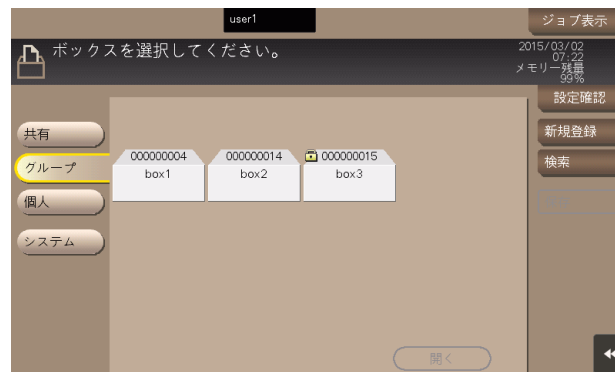 user1
ジョブ表示
ボックスを選択してください。
2015/03/02
07:22
メモリー残量
99%
設定確認
共有
新規登録
グループ
検索
000000004
000000014
000000015
box1
box2
box3
個人
システム
開く